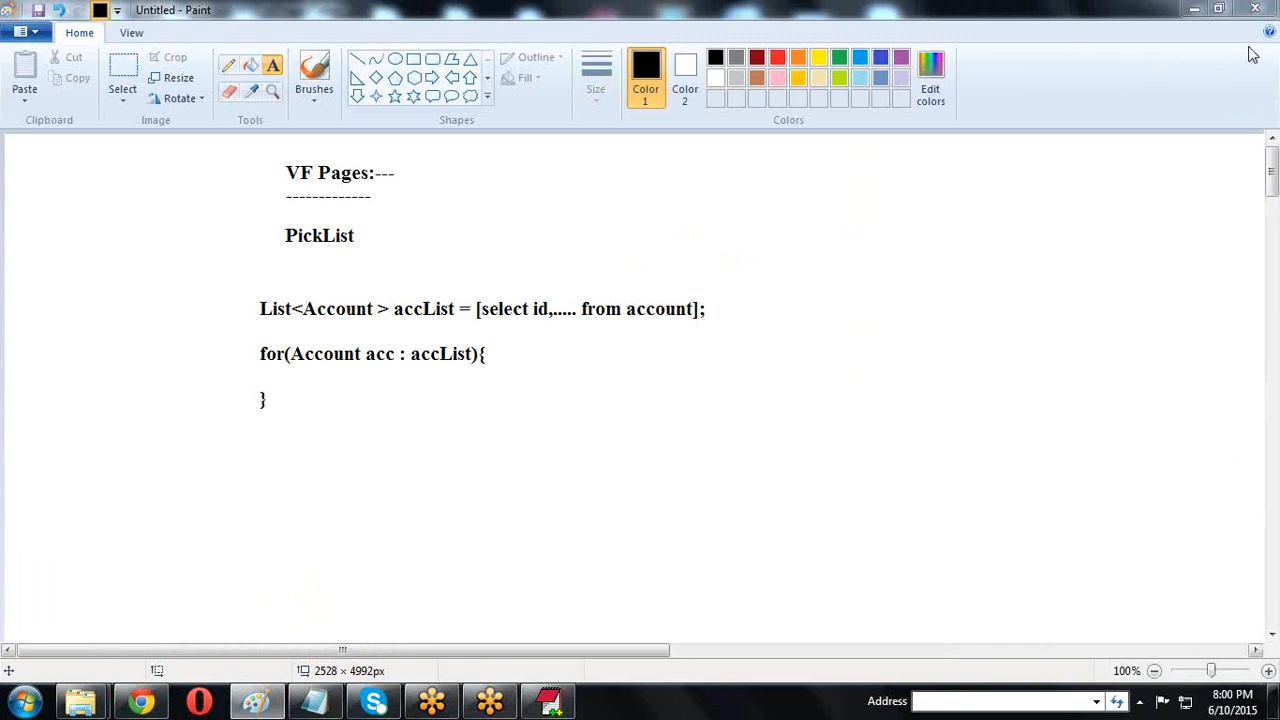 Untitled - Paint
Home
View
Paste
Cut
Copy
Clipboard
Select
Crop
Resize
Rotate
Image
Tools
Brushes
Outline
Fill
Shapes
Size
Color 1
Color 2
Edit colors
Colors
VF Pages:---
-------------
PickList
List<Account > accList = [select id,..... from account];
for(Account acc : accList){
}
2528 × 4992px
100%
Address
8:00 PM
6/10/2015